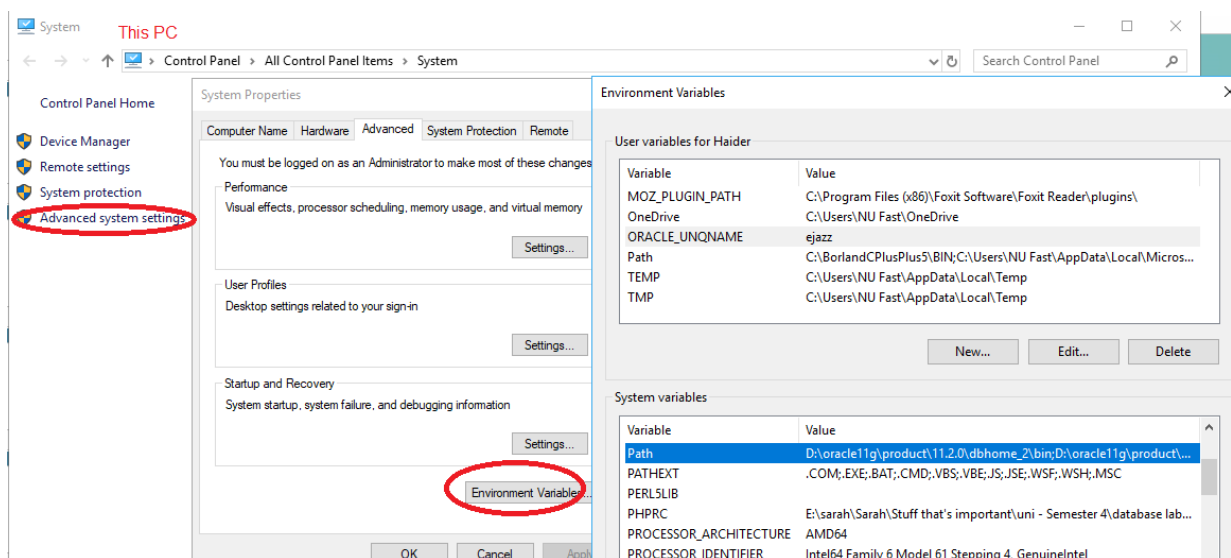 System
This PC
Control Panel > All Control Panel Items > System
Search Control Panel
Control Panel Home
Device Manager
Remote settings
System protection
Advanced system settings
System Properties
Computer Name Hardware Advanced System Protection Remote
You must be logged on as an Administrator to make most of these changes
Performance
Visual effects, processor scheduling, memory usage, and virtual memory
Settings...
User Profiles
Desktop settings related to your sign-in
Settings...
Startup and Recovery
System startup, system failure, and debugging information
Settings...
Environment Variables...
OK Cancel Apply
Environment Variables
User variables for Haider
Variable Value
MOZ_PLUGIN_PATH C:\Program Files (x86)\Foxit Software\Foxit Reader\plugins\
OneDrive C:\Users\NU Fast\OneDrive
ORACLE_UNQNAME ejazz
Path C:\BorlandCPlusPlus5\BIN;C:\Users\NU Fast\AppData\Local\Micros...
TEMP C:\Users\NU Fast\AppData\Local\Temp
TMP C:\Users\NU Fast\AppData\Local\Temp
New... Edit... Delete
System variables
Variable Value
Path D:\oracle11g\product\11.2.0\dbhome_2\bin;D:\oracle11g\product\...
PATHEXT .COM;.EXE;.BAT;.CMD;.VBS;.VBE;.JS;.JSE;.WSF;.WSH;.MSC
PERL5LIB
PHPRC E:\sarah\Sarah\Stuff that's important\uni - Semester 4\database lab...
PROCESSOR_ARCHITECTURE AMD64
PROCESSOR_IDENTIFIER Intel64 Family 6 Model 61 Stepping 4, GenuineIntel